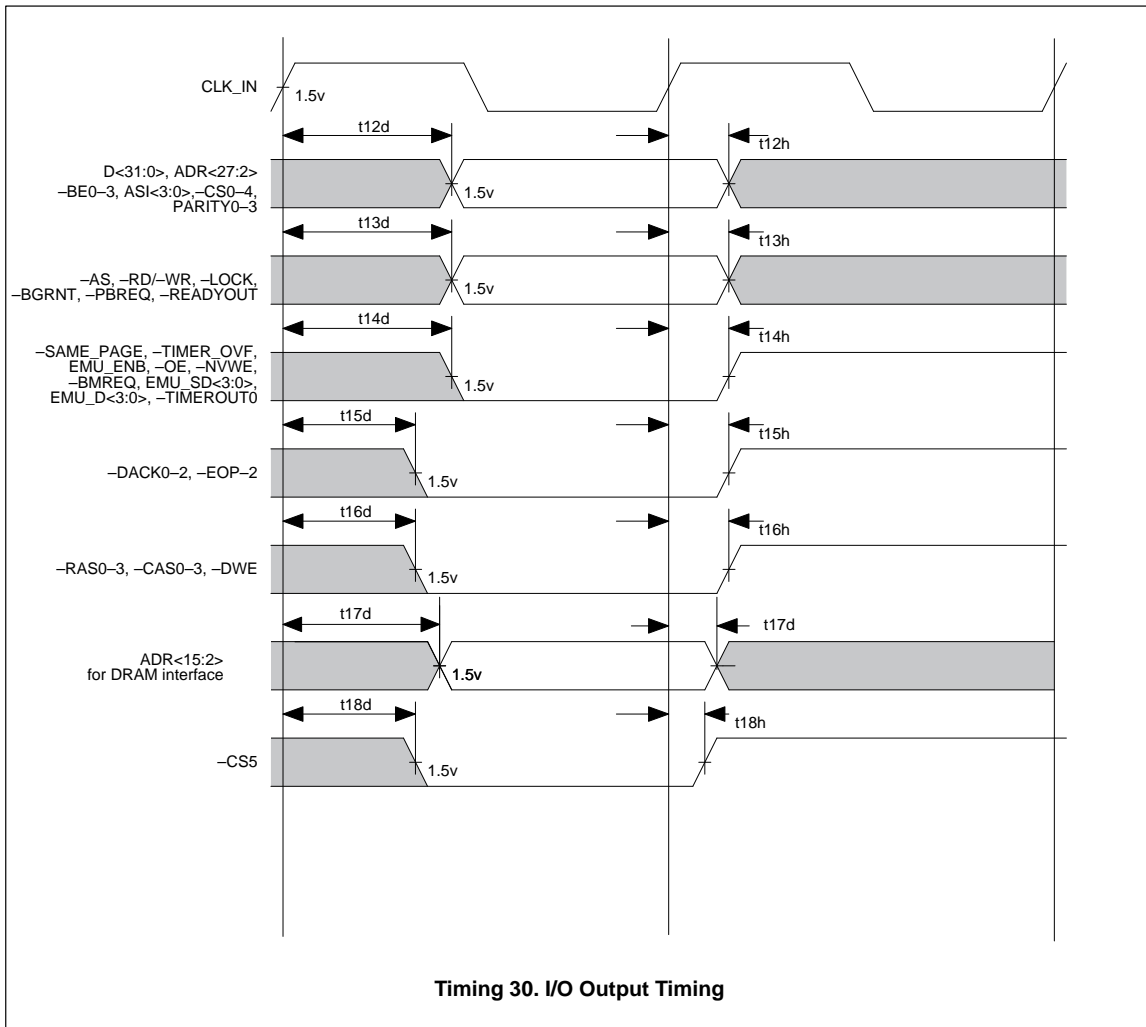 CLK_IN
1.5v
t12d
t12h
D<31:0>, ADR<27:2>
–BE0–3, ASI<3:0>,–CS0–4,
PARITY0–3
1.5v
t13d
t13h
–AS, –RD/–WR, –LOCK,
–BGRNT, –PBREQ, –READYOUT
1.5v
t14d
t14h
–SAME_PAGE, –TIMER_OVF,
EMU_ENB, –OE, –NVWE,
–BMREQ, EMU_SD<3:0>,
EMU_D<3:0>, –TIMEROUT0
1.5v
t15d
t15h
–DACK0–2, –EOP–2
1.5v
t16d
t16h
–RAS0–3, –CAS0–3, –DWE
1.5v
t17d
t17d
ADR<15:2>
for DRAM interface
1.5v
t18d
t18h
–CS5
1.5v
Timing 30. I/O Output Timing